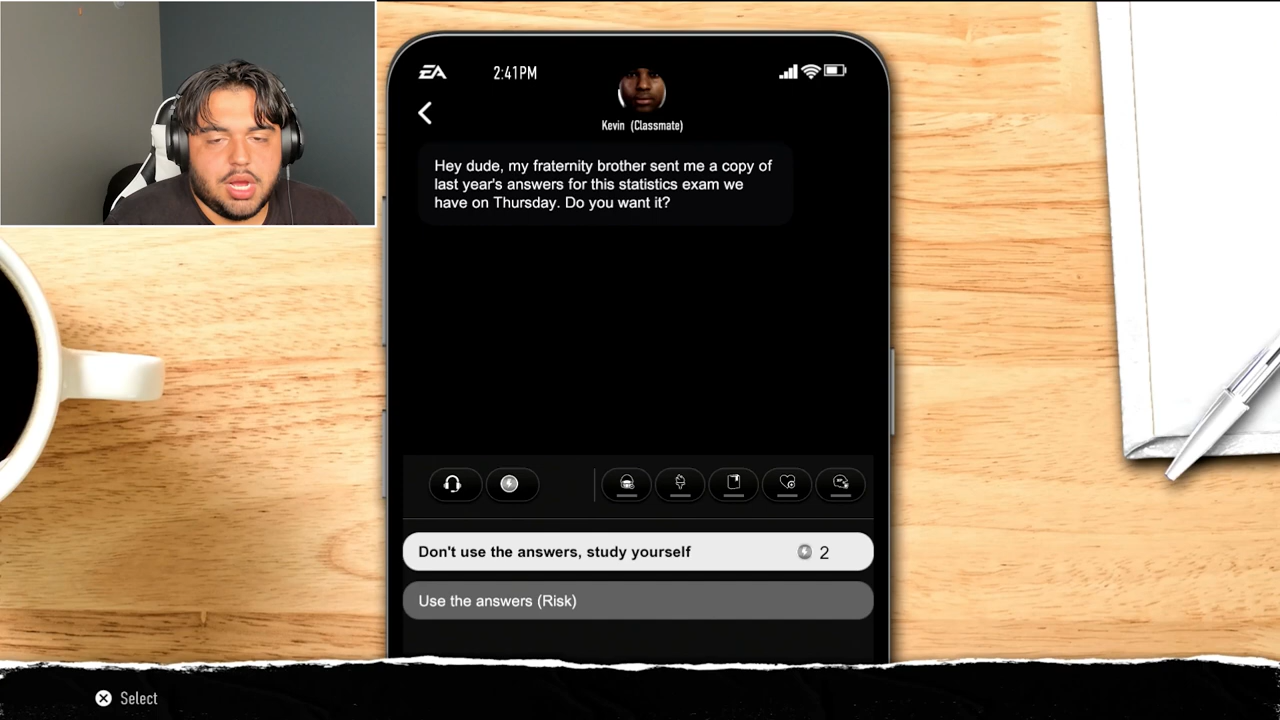 EA
2:41PM
Kevin (Classmate)
Hey dude, my fraternity brother sent me a copy of
last year's answers for this statistics exam we
have on Thursday. Do you want it?
Don't use the answers, study yourself 2
Use the answers (Risk)
Select